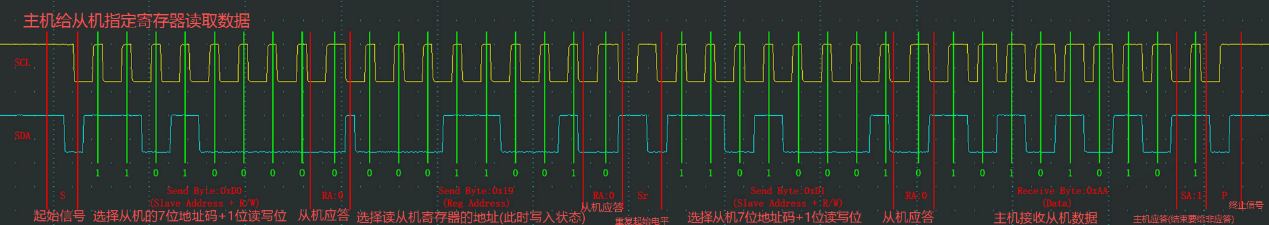 主机给从机指定寄存器读取数据
SCL
SDA
1 1 0 1 0 0 0 0 0 0 0 1 1 0 0 1 1 1 0 1 0 0 0 1 1 0 1 0 1 0 1 0
S Send Byte:0xD0 RA:0 Send Byte:0x19 RA:0 Sr Send Byte:0xD1 RA:0 Receive Byte:0xAA SA:1 P
(Slave Address + R/W) (Reg Address) (Slave Address + R/W) (Data)
起始信号 选择从机的7位地址码+1位读写位 从机应答 选择读从机寄存器的地址(此时写入状态) 从机应答 重复起始电平 选择从机7位地址码+1位读写位 从机应答 主机接收从机数据 主机应答(结束要给非应答) 终止信号